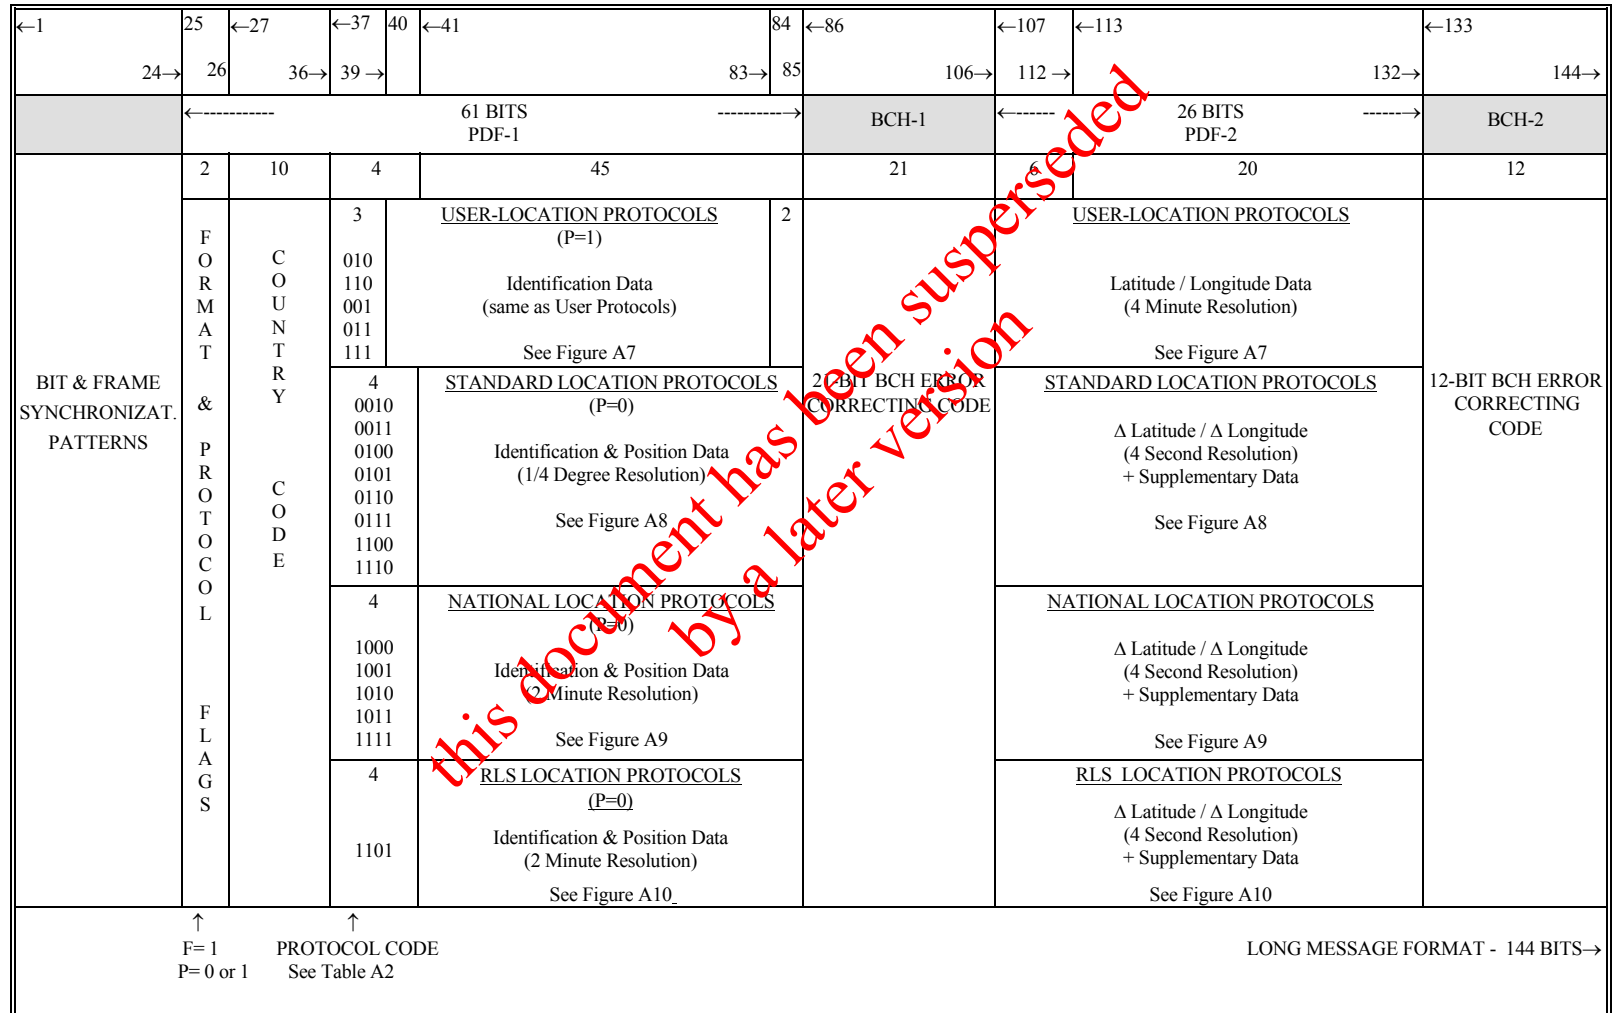 ←1 25 ←27 ←37 40 ←41 84 ←86 ←107 ←113 ←133
24→ 26 36→ 39 → 83→ 85 106→ 112 → 132→ 144→
←------------ 61 BITS ----------→ BCH-1 ←------ 26 BITS ------→ BCH-2
PDF-1 PDF-2
2 10 4 45 21 6 20 12
BIT & FRAME
SYNCHRONIZAT.
PATTERNS
F
O
R
M
A
T
&
P
R
O
T
O
C
O
L
F
L
A
G
S
C
O
U
N
T
R
Y
C
O
D
E
3
010
110
001
011
111
USER-LOCATION PROTOCOLS
(P=1)
Identification Data
(same as User Protocols)
See Figure A7
2
4
0010
0011
0100
0101
0110
0111
1100
1110
STANDARD LOCATION PROTOCOLS
(P=0)
Identification & Position Data
(1/4 Degree Resolution)
See Figure A8
4
1000
1001
1010
1011
1111
NATIONAL LOCATION PROTOCOLS
(P=0)
Identification & Position Data
(2 Minute Resolution)
See Figure A9
4
1101
RLS LOCATION PROTOCOLS
(P=0)
Identification & Position Data
(2 Minute Resolution)
See Figure A10
21-BIT BCH ERROR
CORRECTING CODE
USER-LOCATION PROTOCOLS
Latitude / Longitude Data
(4 Minute Resolution)
See Figure A7
STANDARD LOCATION PROTOCOLS
Δ Latitude / Δ Longitude
(4 Second Resolution)
+ Supplementary Data
See Figure A8
NATIONAL LOCATION PROTOCOLS
Δ Latitude / Δ Longitude
(4 Second Resolution)
+ Supplementary Data
See Figure A9
RLS LOCATION PROTOCOLS
Δ Latitude / Δ Longitude
(4 Second Resolution)
+ Supplementary Data
See Figure A10
12-BIT BCH ERROR
CORRECTING
CODE
↑ ↑
F= 1 PROTOCOL CODE LONG MESSAGE FORMAT - 144 BITS→
P= 0 or 1 See Table A2
this document has been susperseded
by a later version